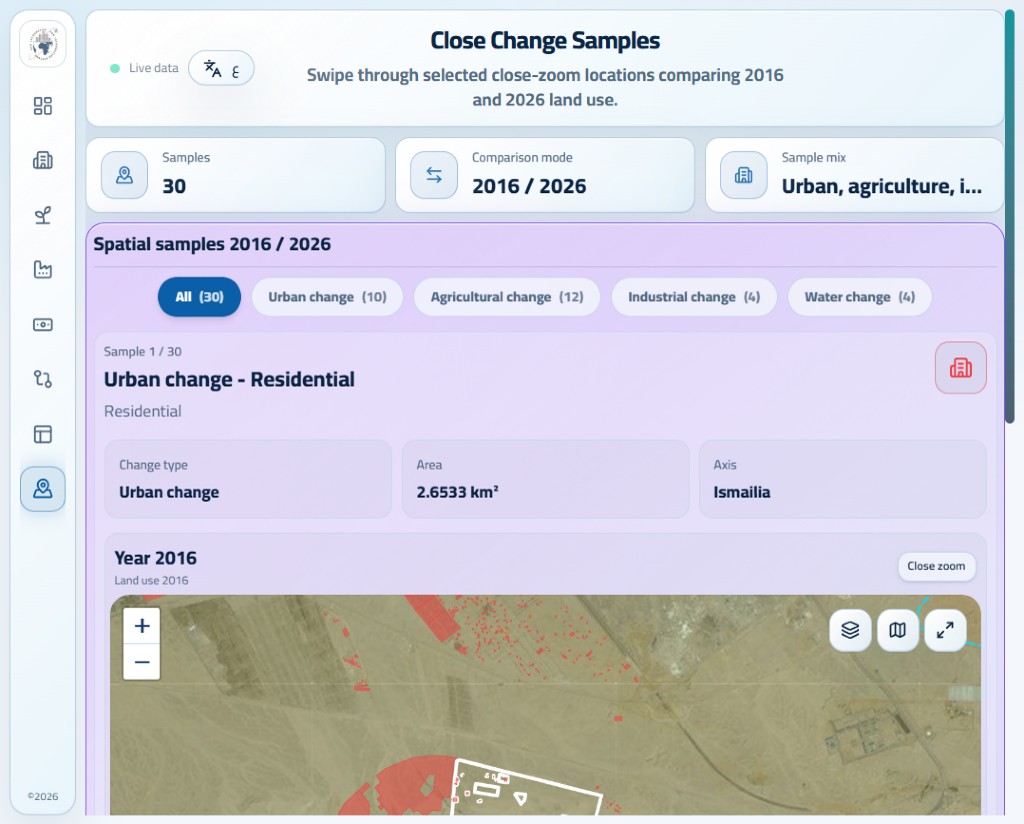 Close Change Samples
Live data
ع
Swipe through selected close-zoom locations comparing 2016
and 2026 land use.
Samples
30
Comparison mode
2016 / 2026
Sample mix
Urban, agriculture, i...
Spatial samples 2016 / 2026
All (30)
Urban change (10)
Agricultural change (12)
Industrial change (4)
Water change (4)
Sample 1 / 30
Urban change - Residential
Residential
Change type
Urban change
Area
2.6533 km²
Axis
Ismailia
Year 2016
Land use 2016
Close zoom
+
−
©2026